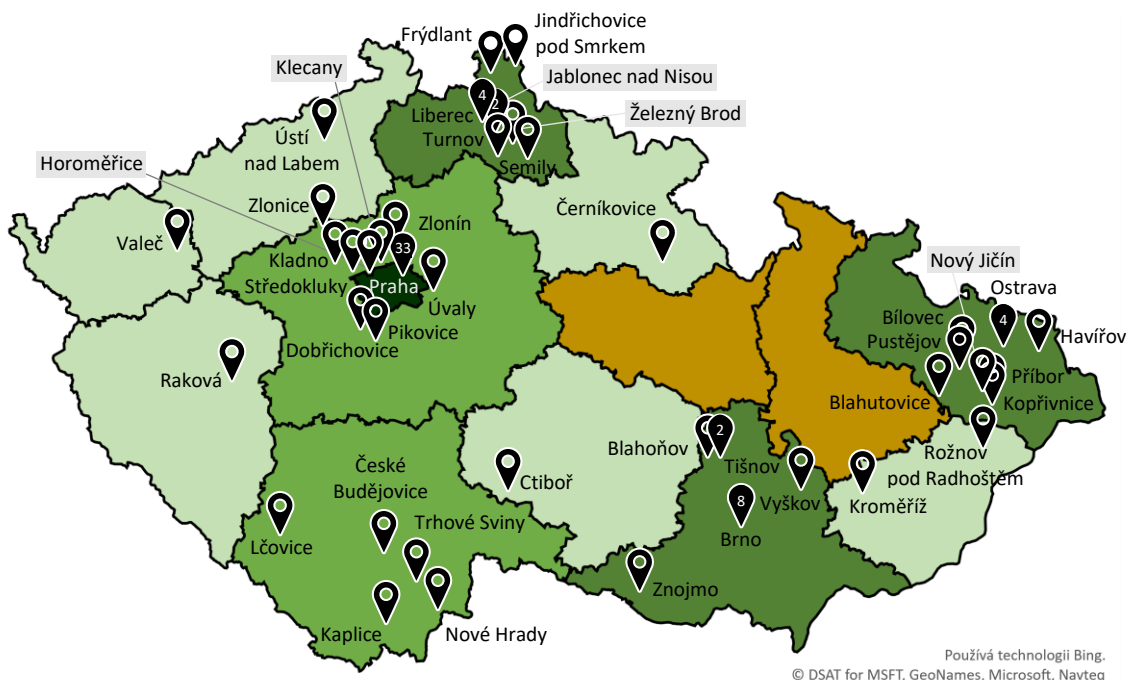 Frýdlant
Jindřichovice
pod Smrkem
Klecany
Jablonec nad Nisou
4
2
Železný Brod
Liberec
Turnov
Semily
Ústí
nad Labem
Horoměřice
Zlonice
Zlonín
Černíkovice
Valeč
33
Kladno
Středokluky
Praha
Úvaly
Pikovice
Dobřichovice
Nový Jičín
Ostrava
4
Bílovec
Pustějov
Havířov
Raková
Příbor
Blahutovice
Kopřivnice
Blahoňov
2
Tišnov
Rožnov
pod Radhoštěm
České
Budějovice
Ctiboř
Vyškov
Kroměříž
8
Trhové Sviny
Lčovice
Brno
Znojmo
Kaplice
Nové Hrady
Používá technologii Bing.
© DSAT for MSFT, GeoNames, Microsoft, Navteq